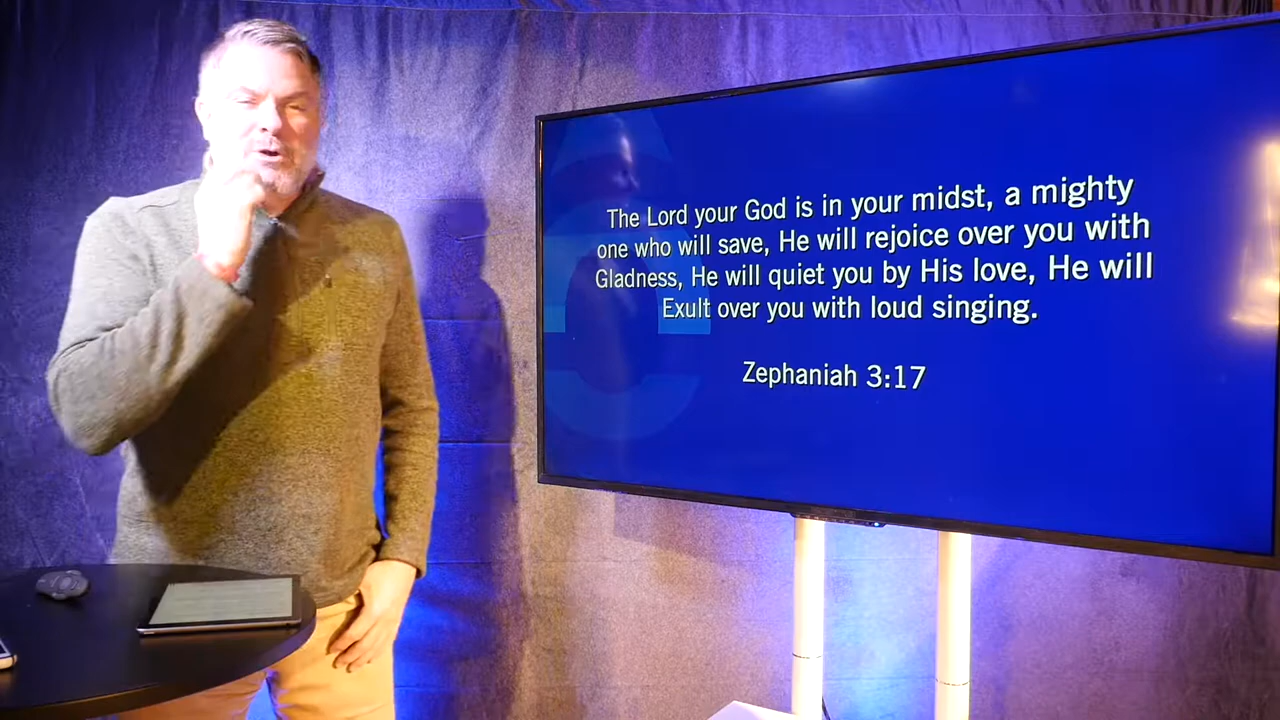 The Lord your God is in your midst, a mighty
one who will save, He will rejoice over you with
Gladness, He will quiet you by His love, He will
Exult over you with loud singing.
Zephaniah 3:17